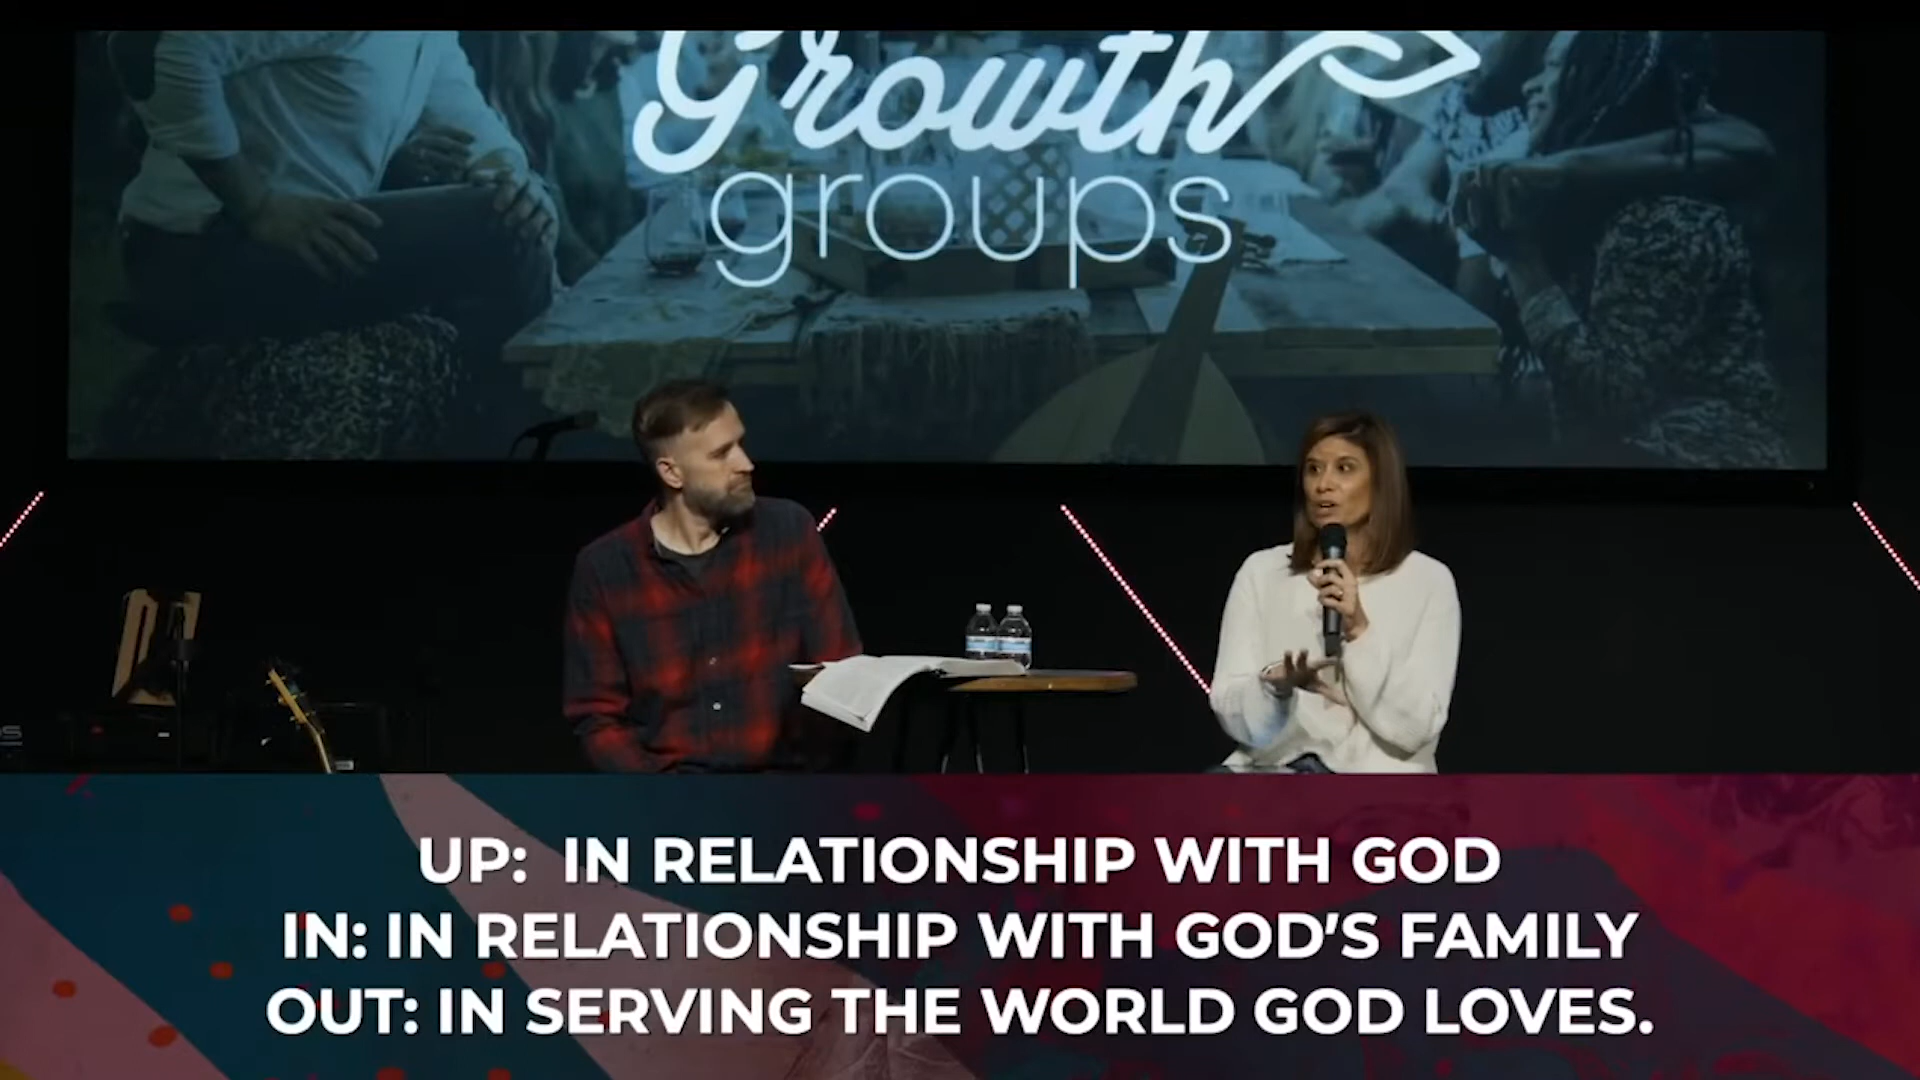 Growth
groups
UP: IN RELATIONSHIP WITH GOD
IN: IN RELATIONSHIP WITH GOD'S FAMILY
OUT: IN SERVING THE WORLD GOD LOVES.